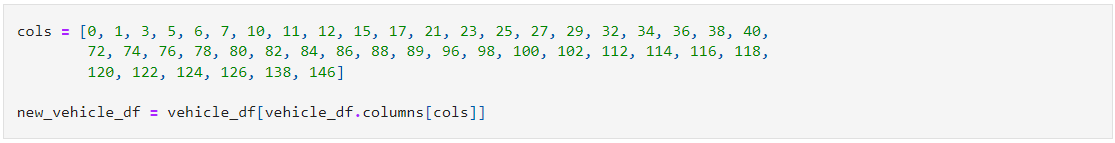 cols = [0, 1, 3, 5, 6, 7, 10, 11, 12, 15, 17, 21, 23, 25, 27, 29, 32, 34, 36, 38, 40,
72, 74, 76, 78, 80, 82, 84, 86, 88, 89, 96, 98, 100, 102, 112, 114, 116, 118,
120, 122, 124, 126, 138, 146]
new_vehicle_df = vehicle_df[vehicle_df.columns[cols]]